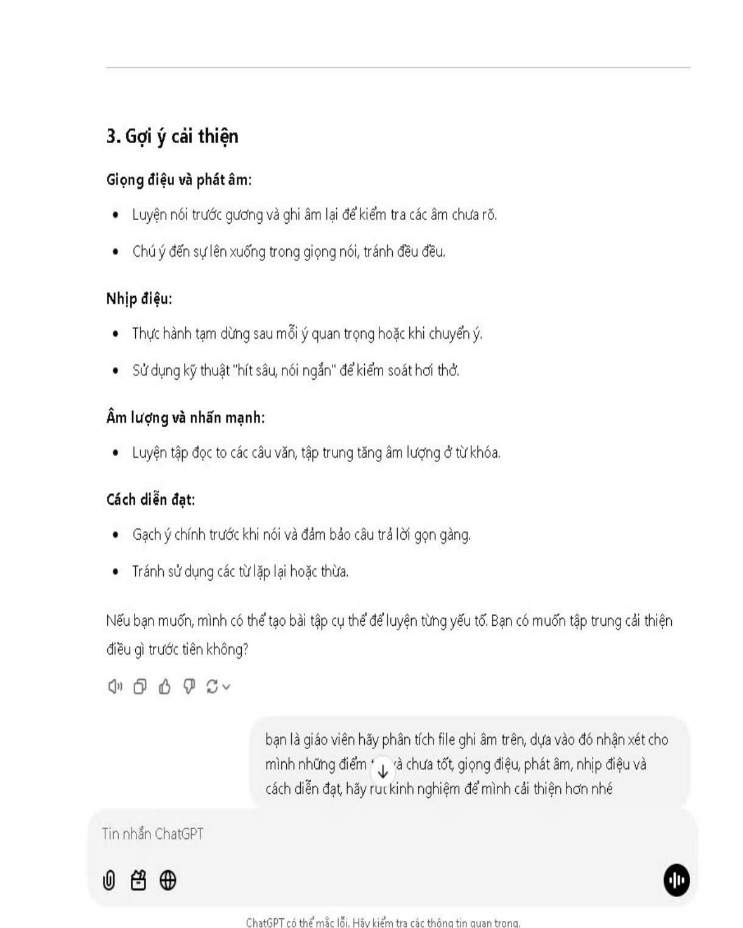 3. Gợi ý cải thiện
Giọng điệu và phát âm:
Luyện nói trước gương và ghi âm lại để kiểm tra các âm chưa rõ.
Chú ý đến sự lên xuống trong giọng nói, tránh đều đều.
Nhịp điệu:
Thực hành tạm dừng sau mỗi ý quan trọng hoặc khi chuyển ý.
Sử dụng kỹ thuật "hít sâu, nói ngắn" để kiểm soát hơi thở.
Âm lượng và nhấn mạnh:
Luyện tập đọc to các câu văn, tập trung tăng âm lượng ở từ khóa.
Cách diễn đạt:
Gạch ý chính trước khi nói và đảm bảo câu trả lời gọn gàng.
Tránh sử dụng các từ lặp lại hoặc thừa.
Nếu bạn muốn, mình có thể tạo bài tập cụ thể để luyện từng yếu tố. Bạn có muốn tập trung cải thiện
điều gì trước tiên không?
bạn là giáo viên hãy phân tích file ghi âm trên, dựa vào đó nhận xét cho
mình những điểm và chưa tốt, giọng điệu, phát âm, nhịp điệu và
cách diễn đạt, hãy rút kinh nghiệm để mình cải thiện hơn nhé
Tin nhắn ChatGPT
ChatGPT có thể mắc lỗi. Hãy kiểm tra các thông tin quan trọng.